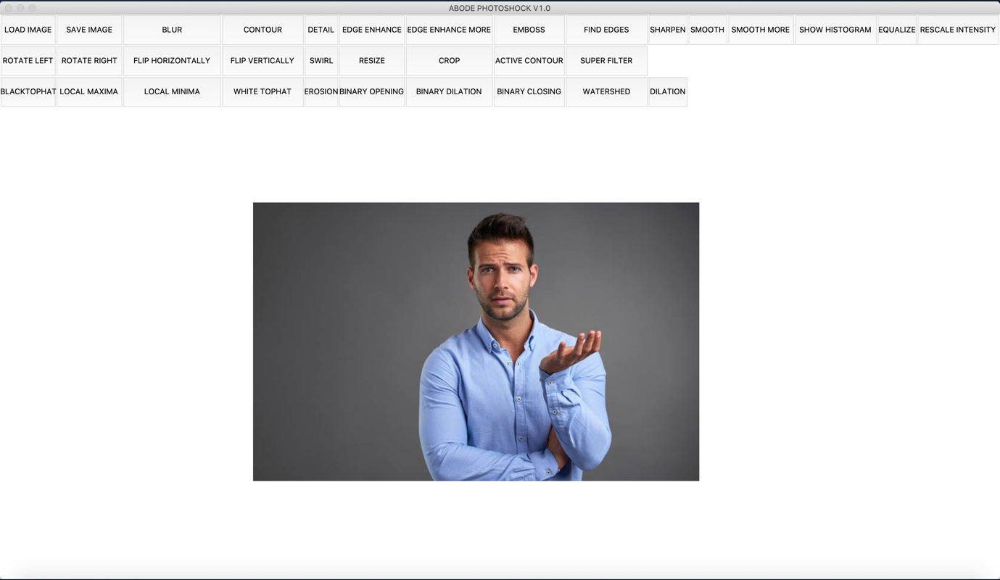 ABODE PHOTOSHOCK V1.0
LOAD IMAGE SAVE IMAGE BLUR CONTOUR DETAIL EDGE ENHANCE EDGE ENHANCE MORE EMBOSS FIND EDGES SHARPEN SMOOTH SMOOTH MORE SHOW HISTOGRAM EQUALIZE RESCALE INTENSITY
ROTATE LEFT ROTATE RIGHT FLIP HORIZONTALLY FLIP VERTICALLY SWIRL RESIZE CROP ACTIVE CONTOUR SUPER FILTER
BLACKTOPHAT LOCAL MAXIMA LOCAL MINIMA WHITE TOPHAT EROSION BINARY OPENING BINARY DILATION BINARY CLOSING WATERSHED DILATION